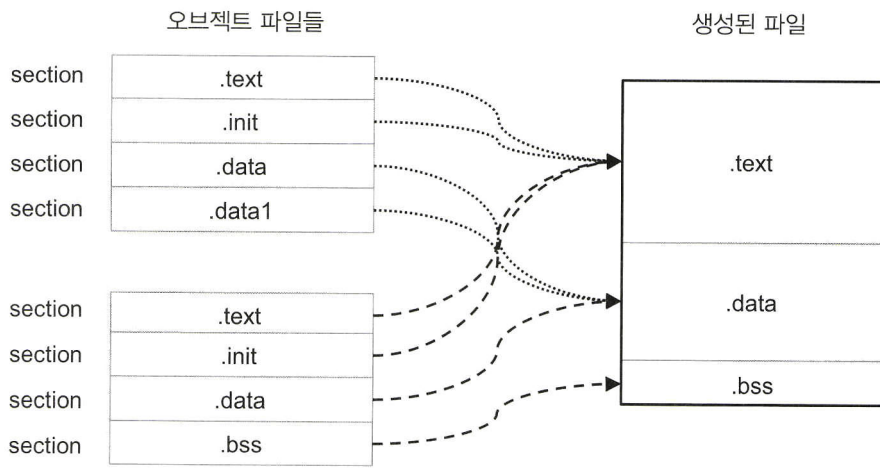 오브젝트 파일들
section .text
section .init
section .data
section .data1
section .text
section .init
section .data
section .bss
생성된 파일
.text
.data
.bss